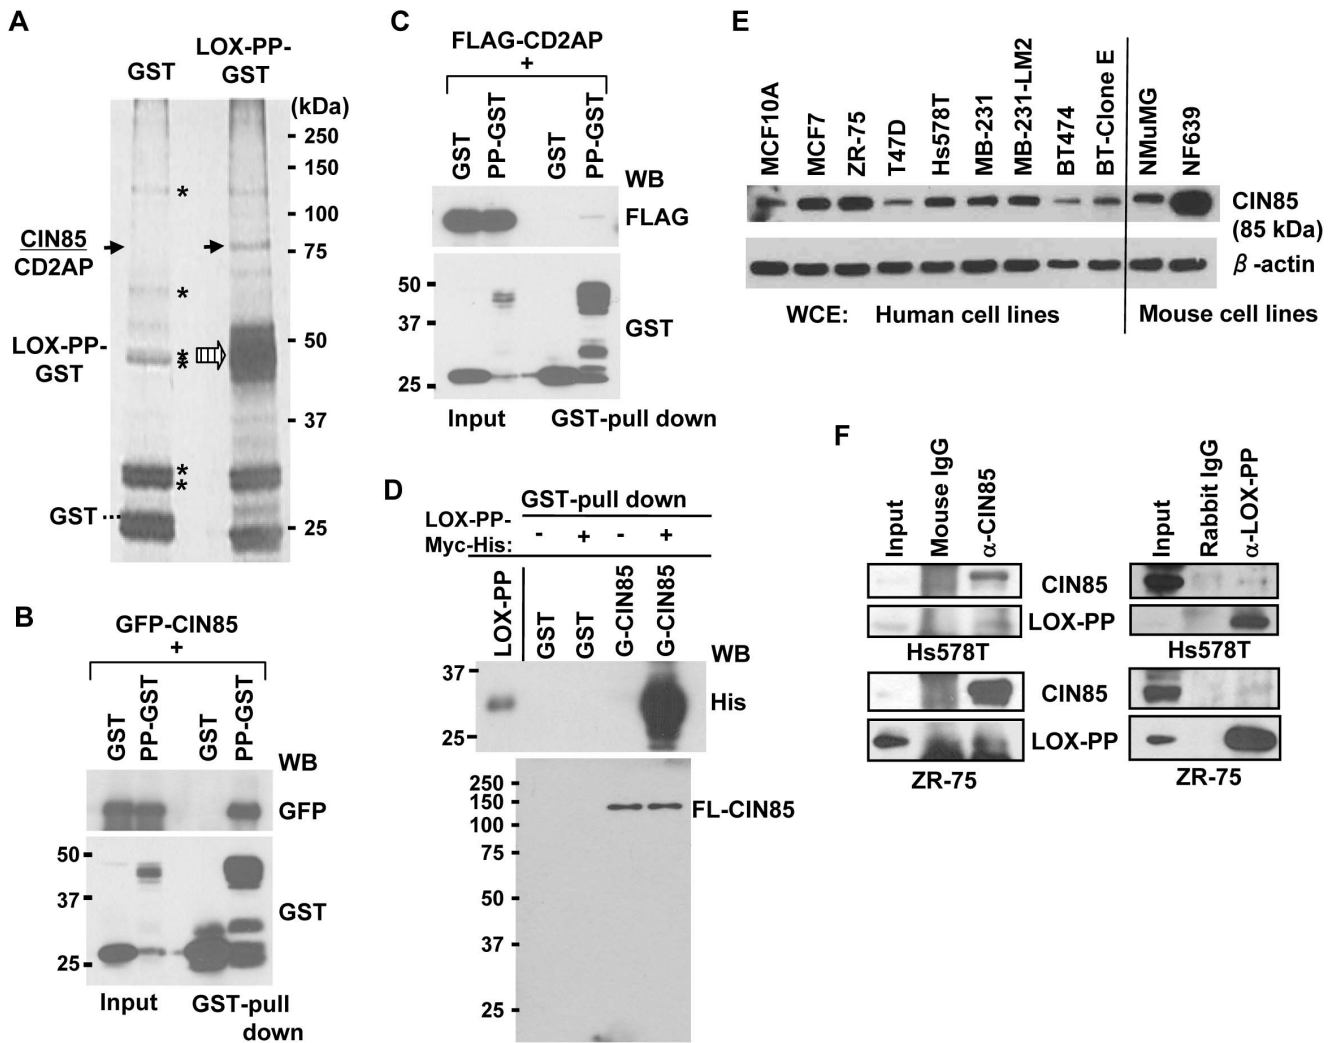 A
GST
LOX-PP-
GST
(kDa)
250
150
100
75
50
37
25
CIN85
CD2AP
LOX-PP-
GST
GST
*
*
*
*
*
*
B
GFP-CIN85
+
GST
PP-GST
GST
PP-GST
WB
GFP
50
37
25
GST
Input
GST-pull
down
C
FLAG-CD2AP
+
GST
PP-GST
GST
PP-GST
WB
FLAG
50
37
25
GST
Input
GST-pull down
D
GST-pull down
LOX-PP-
Myc-His:
- + - +
LOX-PP
GST
GST
G-CIN85
G-CIN85
WB
37
25
His
250
150
100
75
50
37
25
FL-CIN85
E
MCF10A
MCF7
ZR-75
T47D
Hs578T
MB-231
MB-231-LM2
BT474
BT-Clone E
NMuMG
NF639
CIN85
(85 kDa)
β-actin
WCE: Human cell lines
Mouse cell lines
F
Input
Mouse IgG
α-CIN85
Input
Rabbit IgG
α-LOX-PP
CIN85
LOX-PP
Hs578T
Hs578T
CIN85
LOX-PP
ZR-75
ZR-75